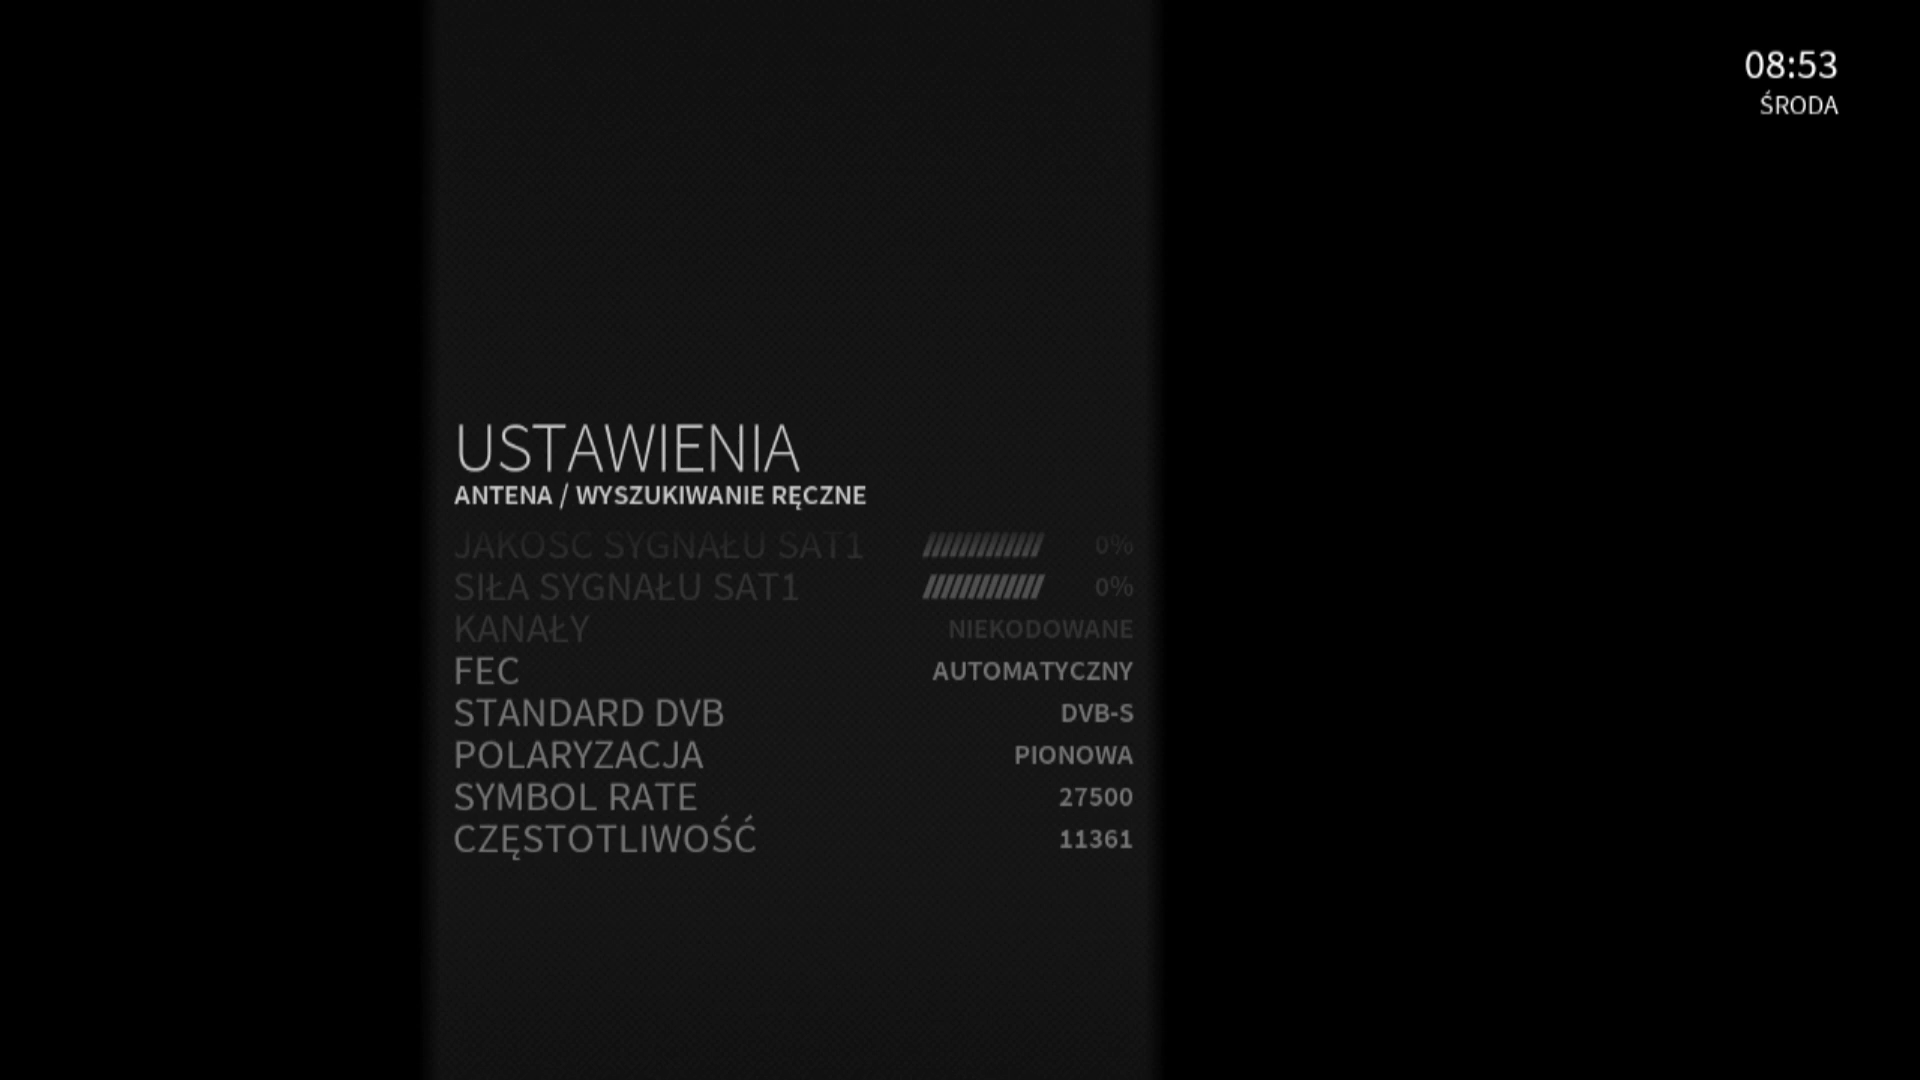 08:53
ŚRODA
USTAWIENIA
ANTENA / WYSZUKIWANIE RĘCZNE
JAKOŚĆ SYGNAŁU SAT1 0%
SIŁA SYGNAŁU SAT1 0%
KANAŁY NIEKODOWANE
FEC AUTOMATYCZNY
STANDARD DVB DVB-S
POLARYZACJA PIONOWA
SYMBOL RATE 27500
CZĘSTOTLIWOŚĆ 11361